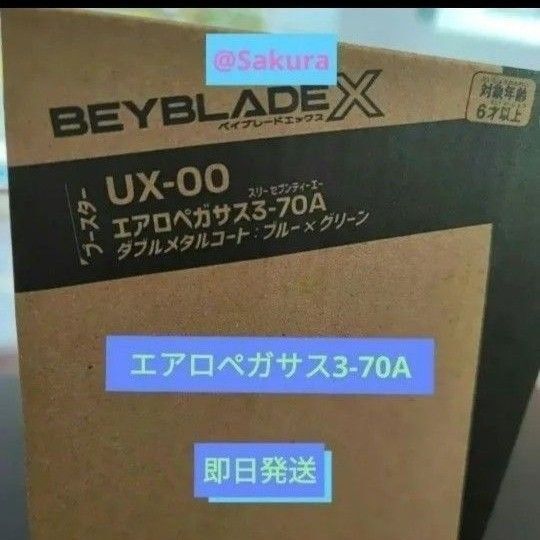 @Sakura
BEYBLADE X
ベイブレードエックス
対象年齢
6才以上
ブースター
UX-00
スリーセブンティーエー
エアロペガサス3-70A
ダブルメタルコート:ブルー×グリーン
エアロペガサス3-70A
即日発送